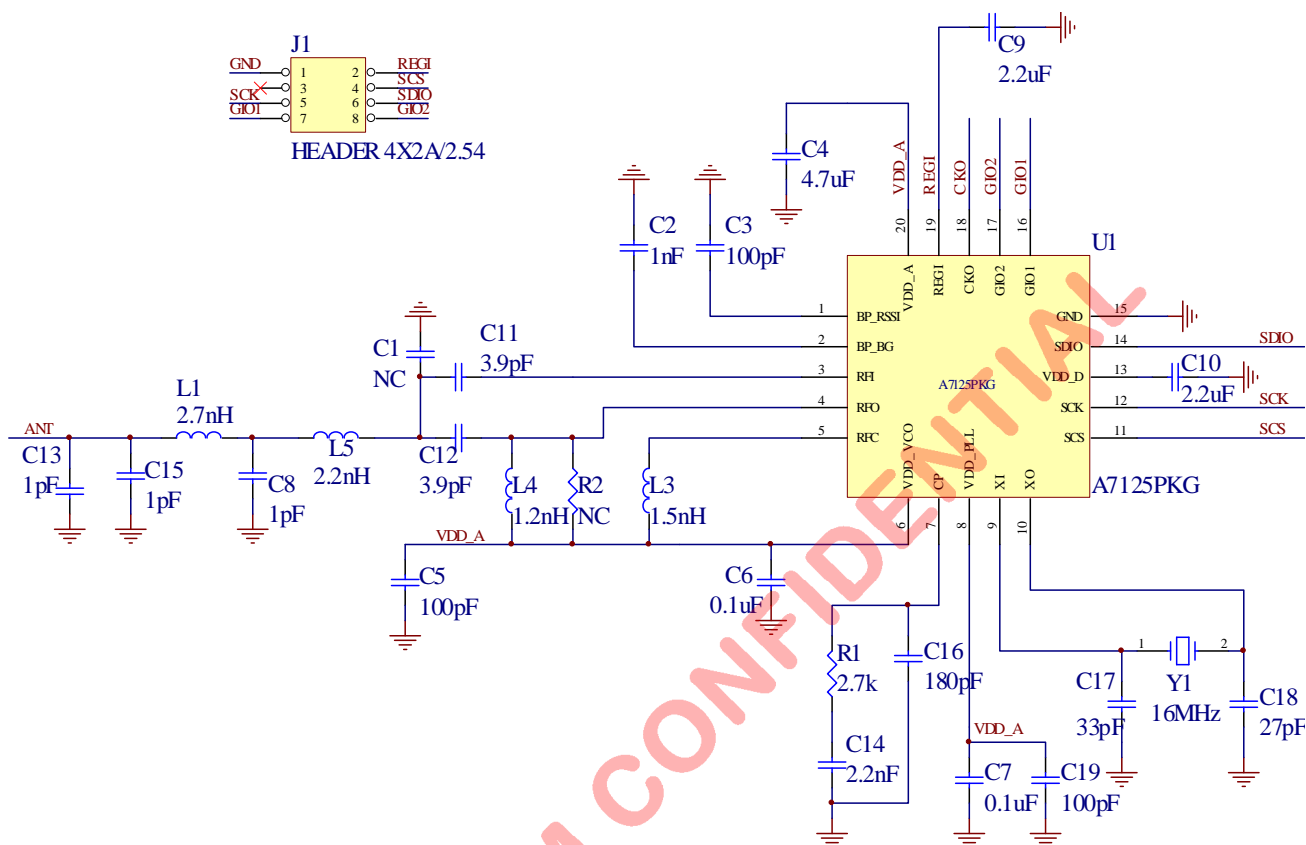 J1
GND 1 2 REGI
3 4 SCS
SCK 5 6 SDIO
GIO1 7 8 GIO2
HEADER 4X2A/2.54
C9
2.2uF
C4
4.7uF
VDD_A
REGI
CKO
GIO2
GIO1
20
19
18
17
16
C2
1nF
C3
100pF
U1
VDD_A
REGI
CKO
GIO2
GIO1
1 BP_RSSI
2 BP_BG
3 RFI
4 RFO
5 RFC
GND 15
SDIO 14 SDIO
VDD_D 13
SCK 12 SCK
SCS 11 SCS
A7125PKG
VDD_VCO
CP
VDD_PLL
XI
XO
6
7
8
9
10
A7125PKG
C10
2.2uF
C1
NC
C11
3.9pF
L1
2.7nH
ANT
C13
1pF
C15
1pF
C8
1pF
L5
2.2nH
C12
3.9pF
L4
1.2nH
R2
NC
L3
1.5nH
VDD_A
C5
100pF
C6
0.1uF
R1
2.7k
C16
180pF
C14
2.2nF
VDD_A
C7
0.1uF
C19
100pF
C17
33pF
1 2
Y1
16MHz
C18
27pF
M CONFIDENTIAL